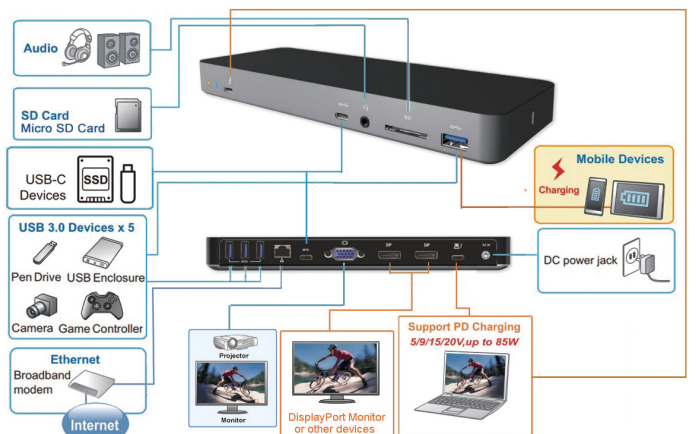 Audio
SD Card
Micro SD Card
USB-C
Devices
SSD
USB 3.0 Devices x 5
Pen Drive USB Enclosure
Camera Game Controller
Ethernet
Broadband
modem
Internet
Mobile Devices
Charging
DP
DP
DC power jack
Projector
Monitor
DisplayPort Monitor
or other devices
Support PD Charging
5/9/15/20V,up to 85W